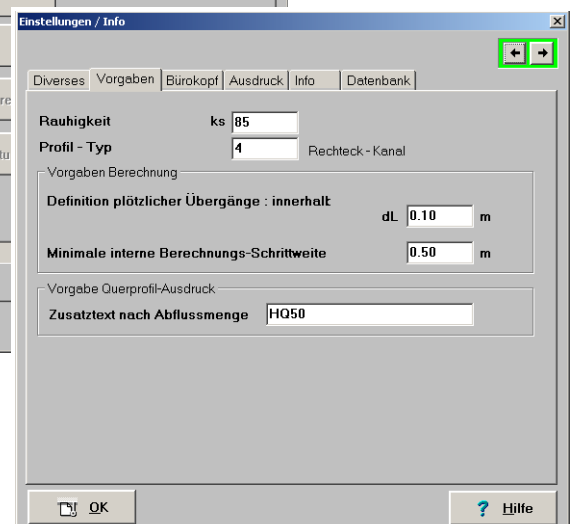 Einstellungen / Info
Diverses Vorgaben Bürokopf Ausdruck Info Datenbank
Rauhigkeit ks 85
Profil - Typ 4 Rechteck - Kanal
Vorgaben Berechnung
Definition plötzlicher Übergänge : innerhalb
dL 0.10 m
Minimale interne Berechnungs-Schrittweite 0.50 m
Vorgabe Querprofil-Ausdruck
Zusatztext nach Abflussmenge HQ50
OK
? Hilfe